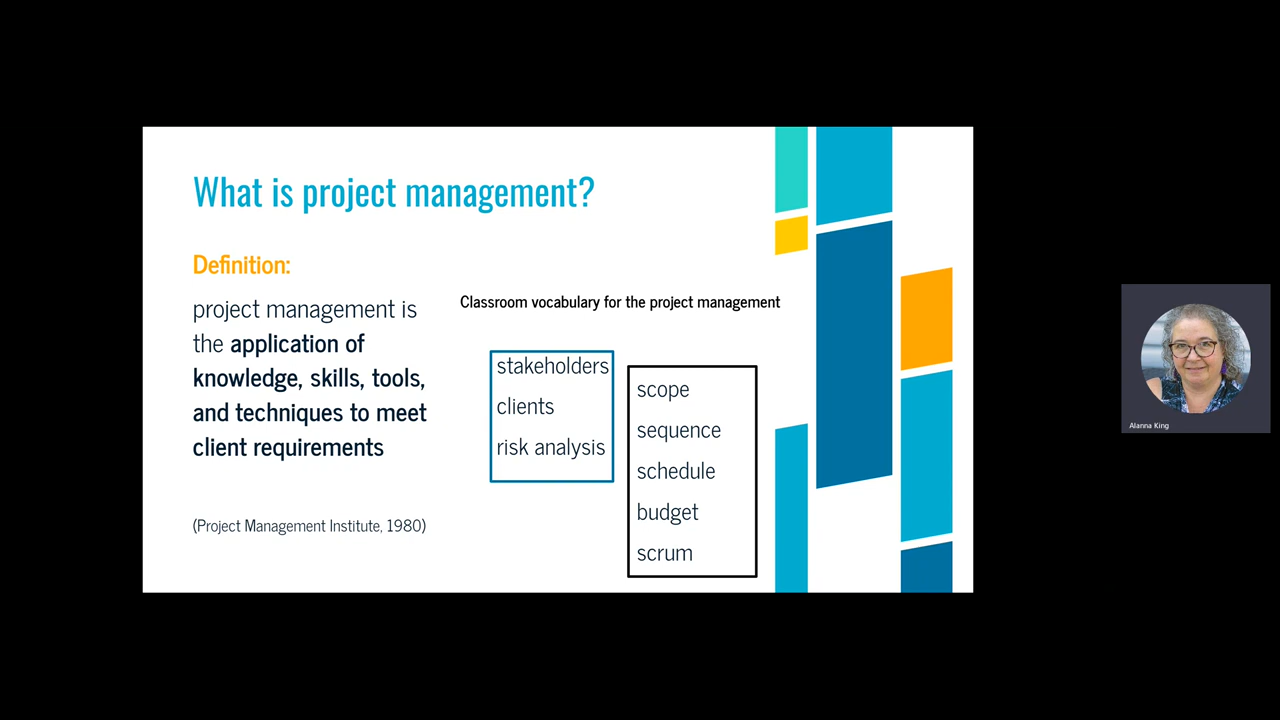 What is project management?
Definition:
project management is
the application of
knowledge, skills, tools,
and techniques to meet
client requirements
(Project Management Institute, 1980)
Classroom vocabulary for the project management
stakeholders
clients
risk analysis
scope
sequence
schedule
budget
scrum
Alanna King